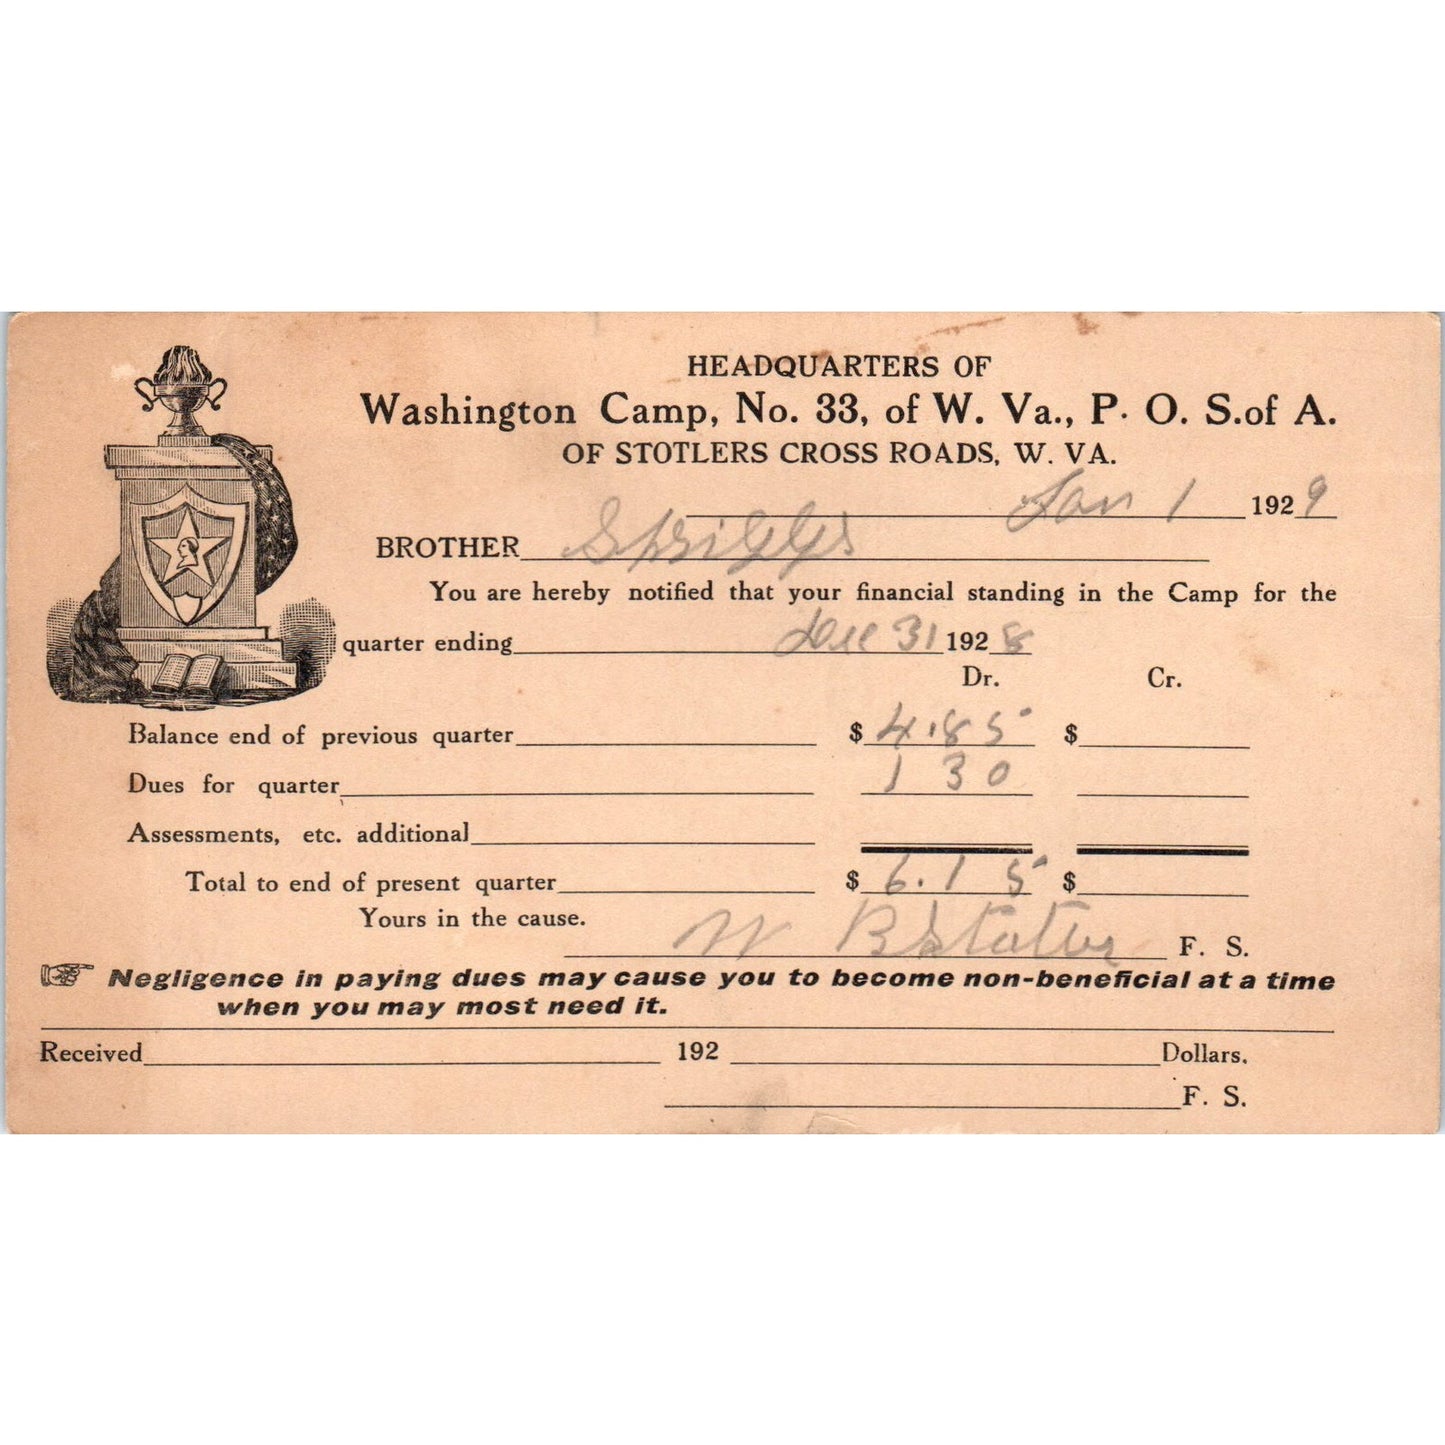 HEADQUARTERS OF
Washington Camp, No. 33, of W. Va., P. O. S. of A.
OF STOTLERS CROSS ROADS, W. VA.
Jan 1 1929
BROTHER Spriggs
You are hereby notified that your financial standing in the Camp for the
quarter ending Dec 31 1928
Dr. Cr.
Balance end of previous quarter $ 4.85 $
Dues for quarter 1 30
Assessments, etc. additional
Total to end of present quarter $ 6.15 $
Yours in the cause.
W B Stotler F. S.
☞ Negligence in paying dues may cause you to become non-beneficial at a time
when you may most need it.
Received 192 Dollars.
F. S.